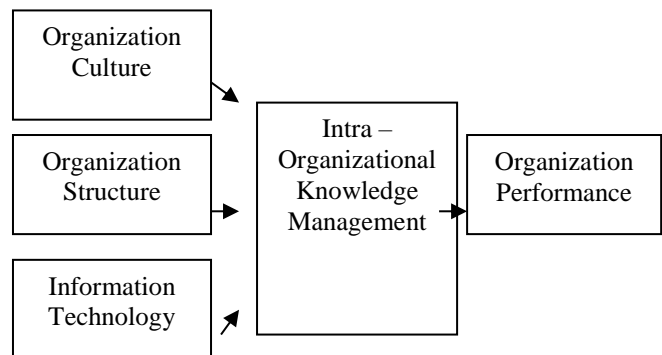 Organization
Culture
Organization
Structure
Information
Technology
Intra –
Organizational
Knowledge
Management
Organization
Performance